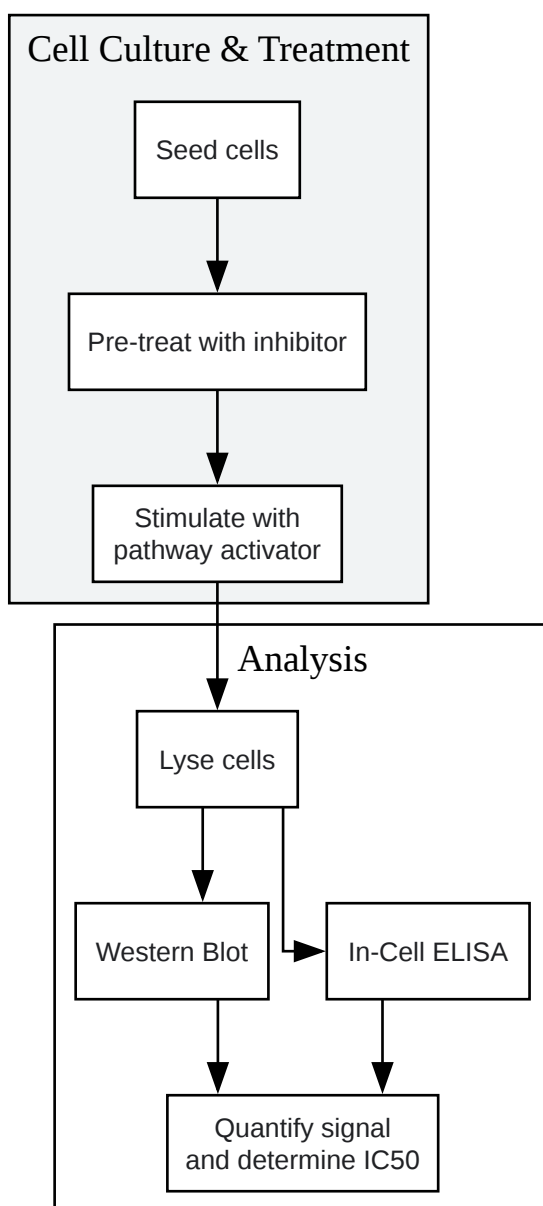 Cell Culture & Treatment
Seed cells
Pre-treat with inhibitor
Stimulate with
pathway activator
Analysis
Lyse cells
Western Blot
In-Cell ELISA
Quantify signal
and determine IC50